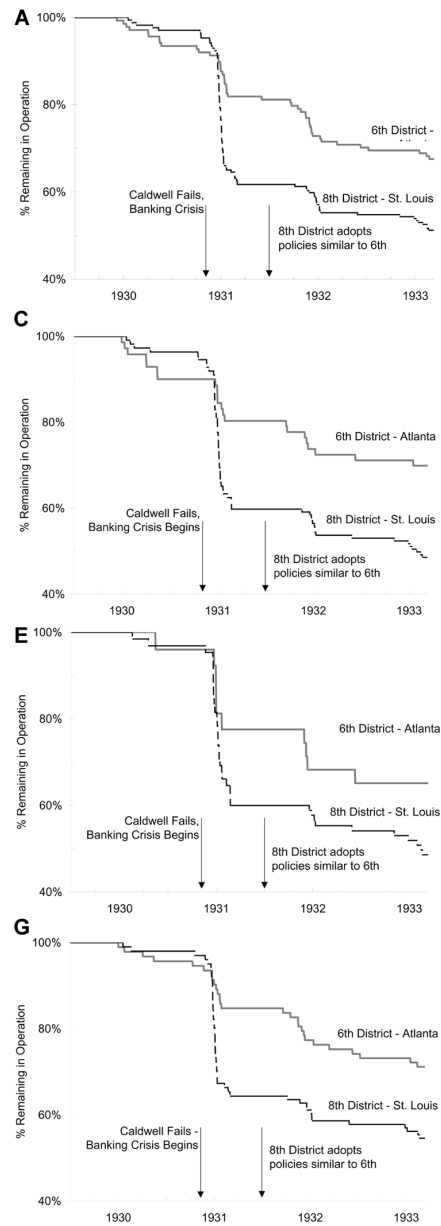 A
% Remaining in Operation
100%
80%
60%
40%
6th District -
Caldwell Fails,
Banking Crisis
8th District - St. Louis
8th District adopts
policies similar to 6th
1930
1931
1932
1933
C
% Remaining in Operation
100%
80%
60%
40%
6th District - Atlanta
Caldwell Fails,
Banking Crisis Begins
8th District - St. Louis
8th District adopts
policies similar to 6th
1930
1931
1932
1933
E
% Remaining in Operation
100%
80%
60%
40%
6th District - Atlanta
Caldwell Fails,
Banking Crisis Begins
8th District - St. Louis
8th District adopts
policies similar to 6th
1930
1931
1932
1933
G
% Remaining in Operation
100%
80%
60%
40%
6th District - Atlanta
8th District - St. Louis
Caldwell Fails -
Banking Crisis Begins
8th District adopts
policies similar to 6th
1930
1931
1932
1933